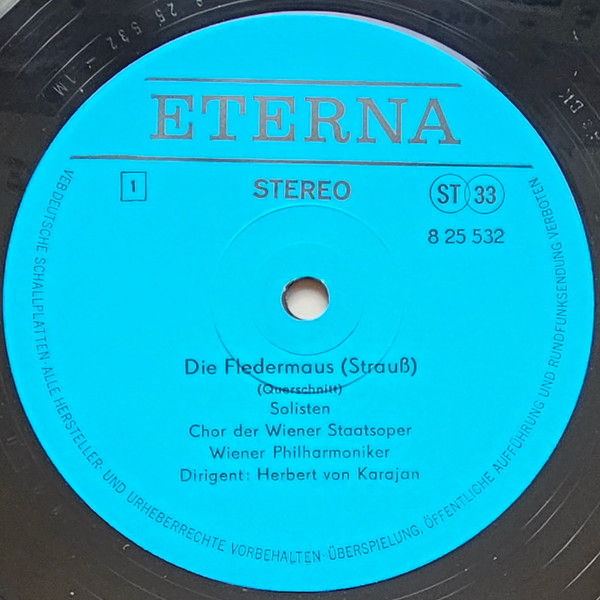 ETERNA
1
STEREO
ST 33
8 25 532
Die Fledermaus (Strauß)
(Querschnitt)
Solisten
Chor der Wiener Staatsoper
Wiener Philharmoniker
Dirigent: Herbert von Karajan
VEB DEUTSCHE SCHALLPLATTEN · ALLE HERSTELLER- UND URHEBERRECHTE VORBEHALTEN · ÜBERSPIELUNG, ÖFFENTLICHE AUFFÜHRUNG UND RUNDFUNKSENDUNG VERBOTEN